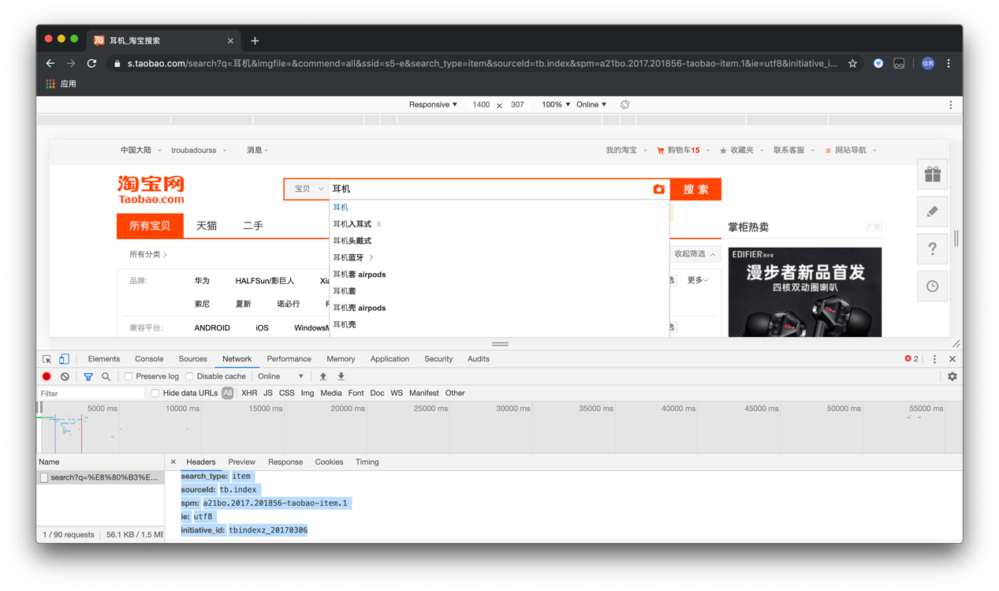 耳机_淘宝搜索
s.taobao.com/search?q=耳机&imgfile=&commend=all&ssid=s5-e&search_type=item&sourceId=tb.index&spm=a21bo.2017.201856-taobao-item.1&ie=utf8&initiative_i...
佳男
应用
Responsive 1400 × 307 100% Online
中国大陆 troubadourss 消息 我的淘宝 购物车15 收藏夹 联系客服 网站导航
淘宝网
Taobao.com
宝贝 耳机 搜索
耳机
耳机入耳式
耳机头戴式
耳机蓝牙
耳机套 airpods
耳机套
耳机壳 airpods
耳机壳
所有宝贝 天猫 二手
掌柜热卖 广告
所有分类 收起筛选
品牌: 华为 HALFSun/影巨人 更多
索尼 夏新 诺必行
兼容平台: ANDROID iOS
EDIFIER漫步者
漫步者新品首发
四核双动圈喇叭
Elements Console Sources Network Performance Memory Application Security Audits 2
Preserve log Disable cache Online
Filter Hide data URLs All XHR JS CSS Img Media Font Doc WS Manifest Other
5000 ms 10000 ms 15000 ms 20000 ms 25000 ms 30000 ms 35000 ms 40000 ms 45000 ms 50000 ms 55000 ms
Name × Headers Preview Response Cookies Timing
search?q=%E8%80%B3%E...
search_type: item
sourceId: tb.index
spm: a21bo.2017.201856-taobao-item.1
ie: utf8
initiative_id: tbindexz_20170306
1 / 90 requests 56.1 KB / 1.5 MB